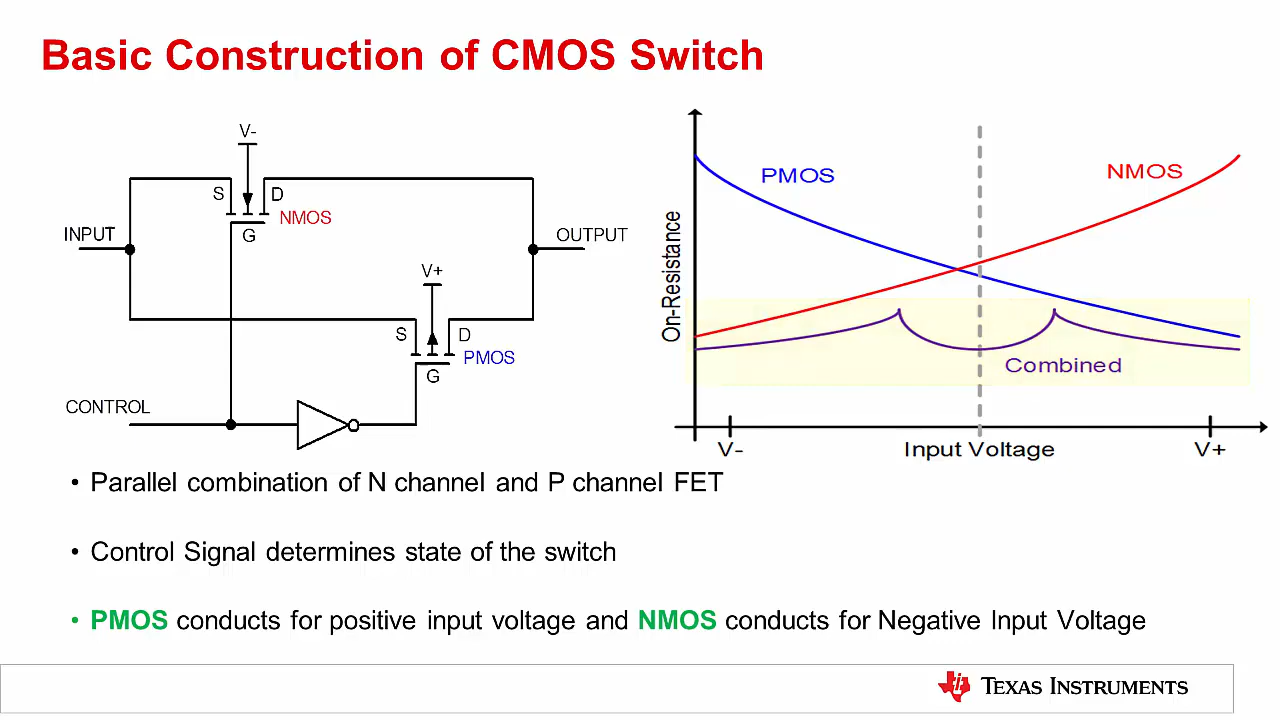 Basic Construction of CMOS Switch
V-
S
D
NMOS
G
INPUT
OUTPUT
V+
S
D
PMOS
G
CONTROL
PMOS
NMOS
On-Resistance
Combined
V-
Input Voltage
V+
• Parallel combination of N channel and P channel FET
• Control Signal determines state of the switch
• PMOS conducts for positive input voltage and NMOS conducts for Negative Input Voltage
TEXAS INSTRUMENTS